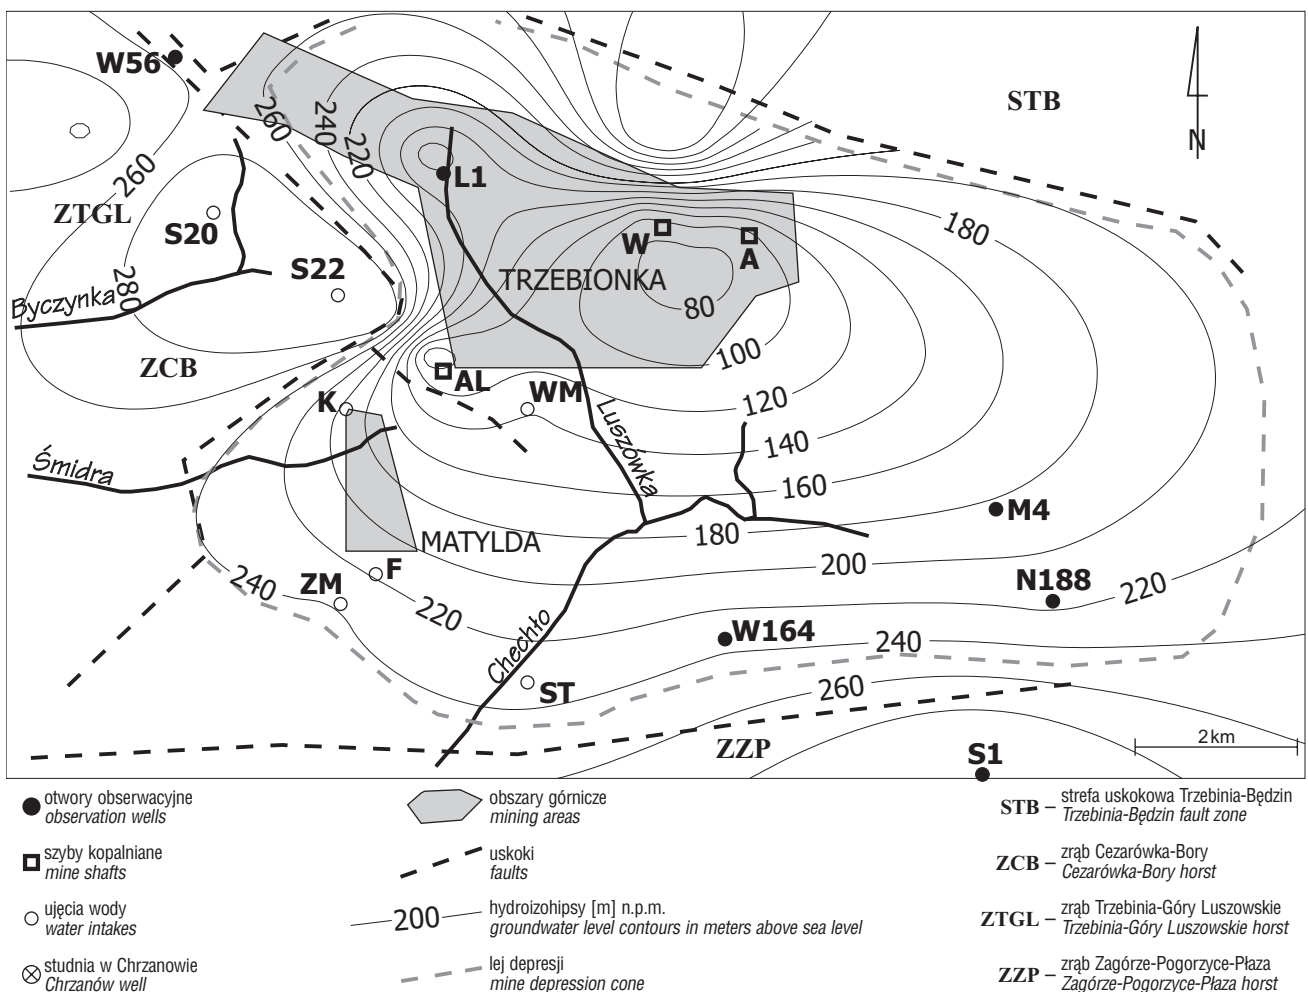 W56
STB
N
260
240
220
L1
260
ZTGL
S20
180
W
A
S22
TRZEBIONKA
280
Byczynka
80
ZCB
100
AL
WM
K
120
Luszówka
140
Śmidra
160
M4
MATYLDA
180
200
F
ZM
240
N188
220
220
W164
240
Chechło
ST
260
ZZP
2 km
S1
otwory obserwacyjne
observation wells
szyby kopalniane
mine shafts
ujęcia wody
water intakes
studnia w Chrzanowie
Chrzanów well
obszary górnicze
mining areas
uskoki
faults
200
hydroizohipsy [m] n.p.m.
groundwater level contours in meters above sea level
lej depresji
mine depression cone
STB – strefa uskokowa Trzebinia-Będzin
Trzebinia-Będzin fault zone
ZCB – zrąb Cezarówka-Bory
Cezarówka-Bory horst
ZTGL – zrąb Trzebinia-Góry Luszowskie
Trzebinia-Góry Luszowskie horst
ZZP – zrąb Zagórze-Pogorzyce-Płaza
Zagórze-Pogorzyce-Płaza horst